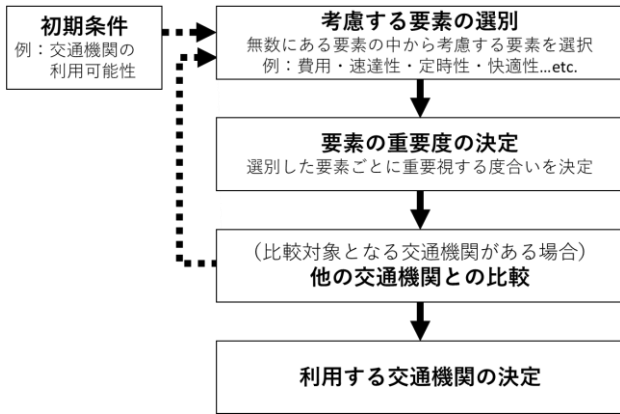 初期条件
例：交通機関の
利用可能性
考慮する要素の選別
無数にある要素の中から考慮する要素を選択
例：費用・速達性・定時性・快適性…etc.
要素の重要度の決定
選別した要素ごとに重要視する度合いを決定
（比較対象となる交通機関がある場合）
他の交通機関との比較
利用する交通機関の決定